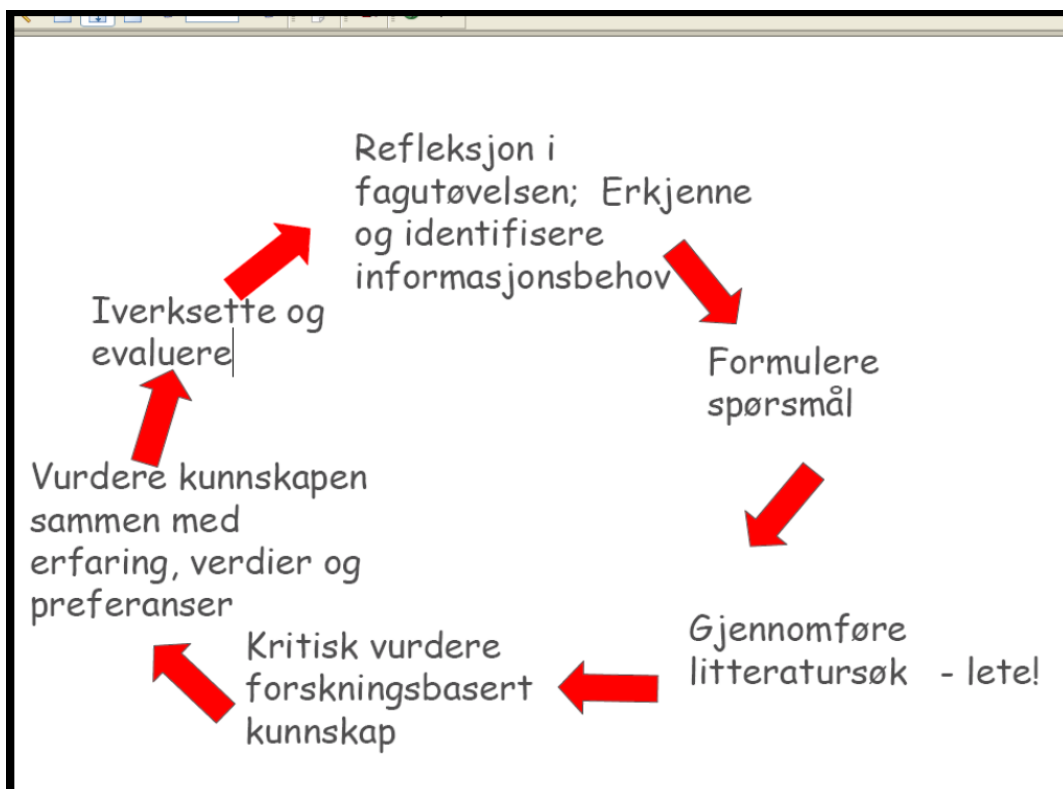 Refleksjon i
fagutøvelsen; Erkjenne
og identifisere
informasjonsbehov
Formulere
spørsmål
Gjennomføre
litteratursøk - lete!
Kritisk vurdere
forskningsbasert
kunnskap
Vurdere kunnskapen
sammen med
erfaring, verdier og
preferanser
Iverksette og
evaluere